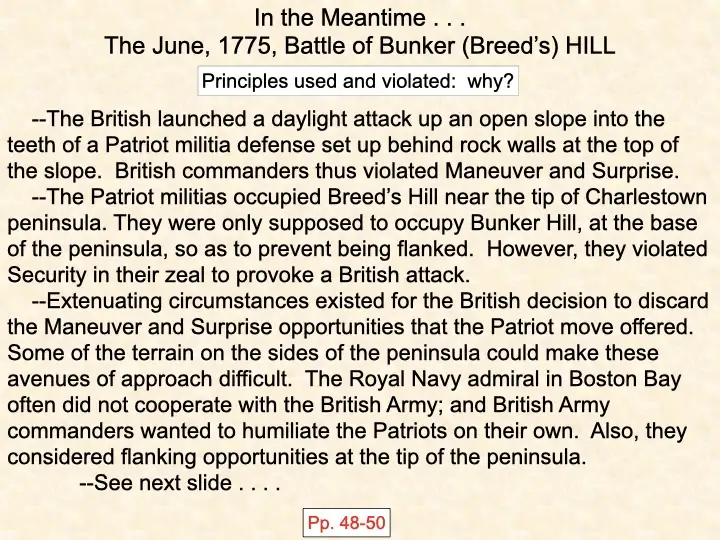 In the Meantime . . .
The June, 1775, Battle of Bunker (Breed’s) HILL
Principles used and violated:  why?
--The British launched a daylight attack up an open slope into the
teeth of a Patriot militia defense set up behind rock walls at the top of
the slope.  British commanders thus violated Maneuver and Surprise.
--The Patriot militias occupied Breed’s Hill near the tip of Charlestown
peninsula. They were only supposed to occupy Bunker Hill, at the base
of the peninsula, so as to prevent being flanked.  However, they violated
Security in their zeal to provoke a British attack.
--Extenuating circumstances existed for the British decision to discard
the Maneuver and Surprise opportunities that the Patriot move offered.
Some of the terrain on the sides of the peninsula could make these
avenues of approach difficult.  The Royal Navy admiral in Boston Bay
often did not cooperate with the British Army; and British Army
commanders wanted to humiliate the Patriots on their own.  Also, they
considered flanking opportunities at the tip of the peninsula.
--See next slide . . . .
Pp. 48-50